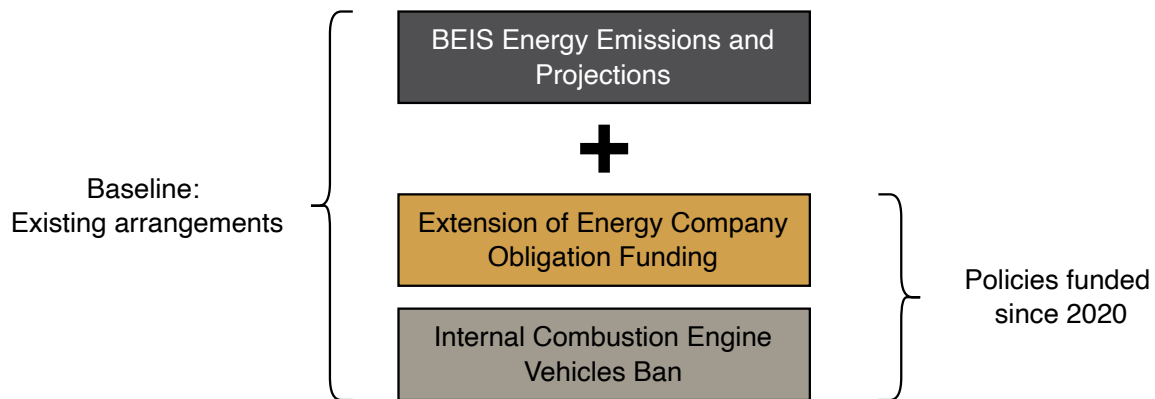 BEIS Energy Emissions and
Projections
+
Baseline:
Existing arrangements
Extension of Energy Company
Obligation Funding
Internal Combustion Engine
Vehicles Ban
Policies funded
since 2020